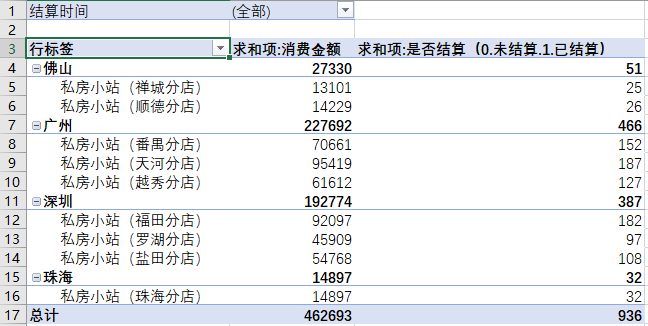 1 结算时间 (全部)
2
3 行标签 求和项:消费金额 求和项:是否结算（0.未结算.1.已结算）
4 佛山 27330 51
5 私房小站（禅城分店） 13101 25
6 私房小站（顺德分店） 14229 26
7 广州 227692 466
8 私房小站（番禺分店） 70661 152
9 私房小站（天河分店） 95419 187
10 私房小站（越秀分店） 61612 127
11 深圳 192774 387
12 私房小站（福田分店） 92097 182
13 私房小站（罗湖分店） 45909 97
14 私房小站（盐田分店） 54768 108
15 珠海 14897 32
16 私房小站（珠海分店） 14897 32
17 总计 462693 936